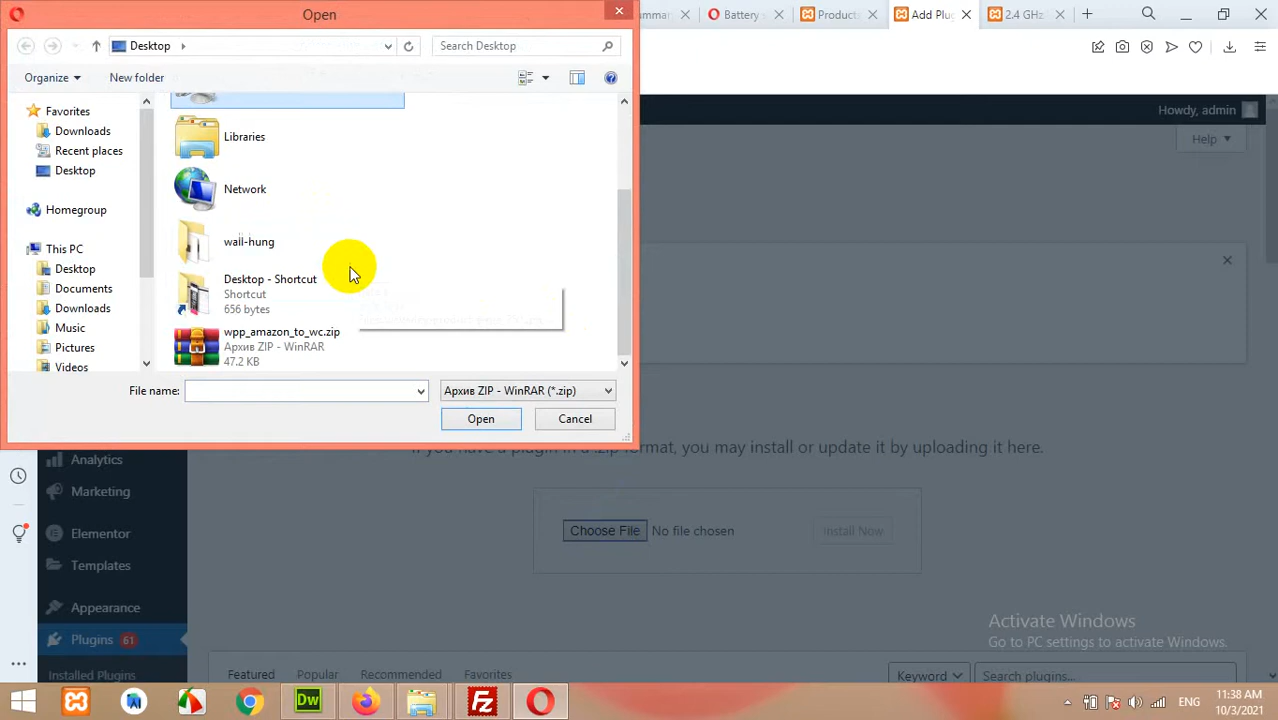 Open
ummar
Battery s
Products
Add Plug
2.4 GHz
Desktop
Search Desktop
Organize
New folder
Favorites
Downloads
Recent places
Desktop
Homegroup
This PC
Desktop
Documents
Downloads
Music
Pictures
Videos
Libraries
Network
wall-hung
Desktop - Shortcut
Shortcut
656 bytes
wpp_amazon_to_wc.zip
Архив ZIP - WinRAR
47.2 KB
File name:
Архив ZIP - WinRAR (*.zip)
Open
Cancel
Howdy, admin
Help
If you have a plugin in a .zip format, you may install or update it by uploading it here.
Choose File
No file chosen
Install Now
Analytics
Marketing
Elementor
Templates
Appearance
Plugins 61
Installed Plugins
Featured
Popular
Recommended
Favorites
Keyword
Search plugins...
Activate Windows
Go to PC settings to activate Windows.
Dw
Fz
ENG
11:38 AM
10/3/2021